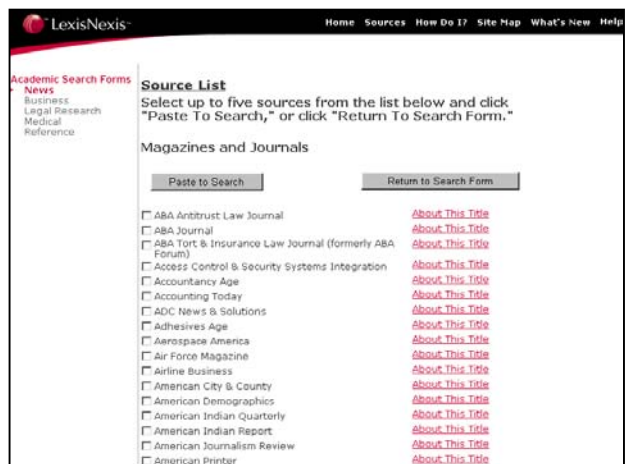 LexisNexis™
Home Sources How Do I? Site Map What's New Help
Academic Search Forms
News
Business
Legal Research
Medical
Reference
Source List
Select up to five sources from the list below and click
"Paste To Search," or click "Return To Search Form."
Magazines and Journals
Paste to Search Return to Search Form
ABA Antitrust Law Journal About This Title
ABA Journal About This Title
ABA Tort & Insurance Law Journal (formerly ABA About This Title
Forum)
Access Control & Security Systems Integration About This Title
Accountancy Age About This Title
Accounting Today About This Title
ADC News & Solutions About This Title
Adhesives Age About This Title
Aerospace America About This Title
Air Force Magazine About This Title
Airline Business About This Title
American City & County About This Title
American Demographics About This Title
American Indian Quarterly About This Title
American Indian Report About This Title
American Journalism Review About This Title
American Printer About This Title